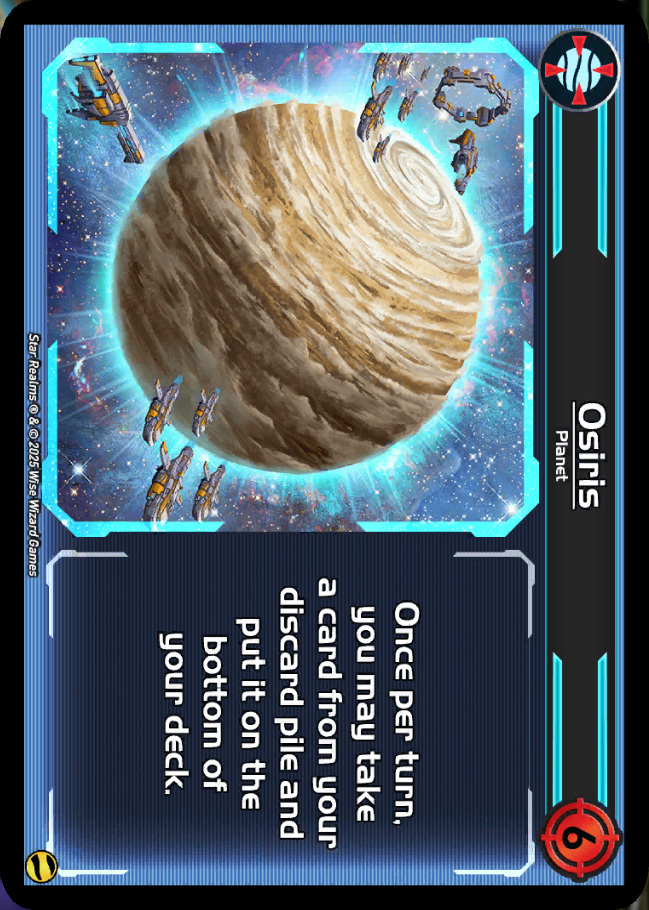 Osiris
Planet
6
Once per turn,
you may take
a card from your
discard pile and
put it on the
bottom of
your deck.
Star Realms ® & © 2025 Wise Wizard Games